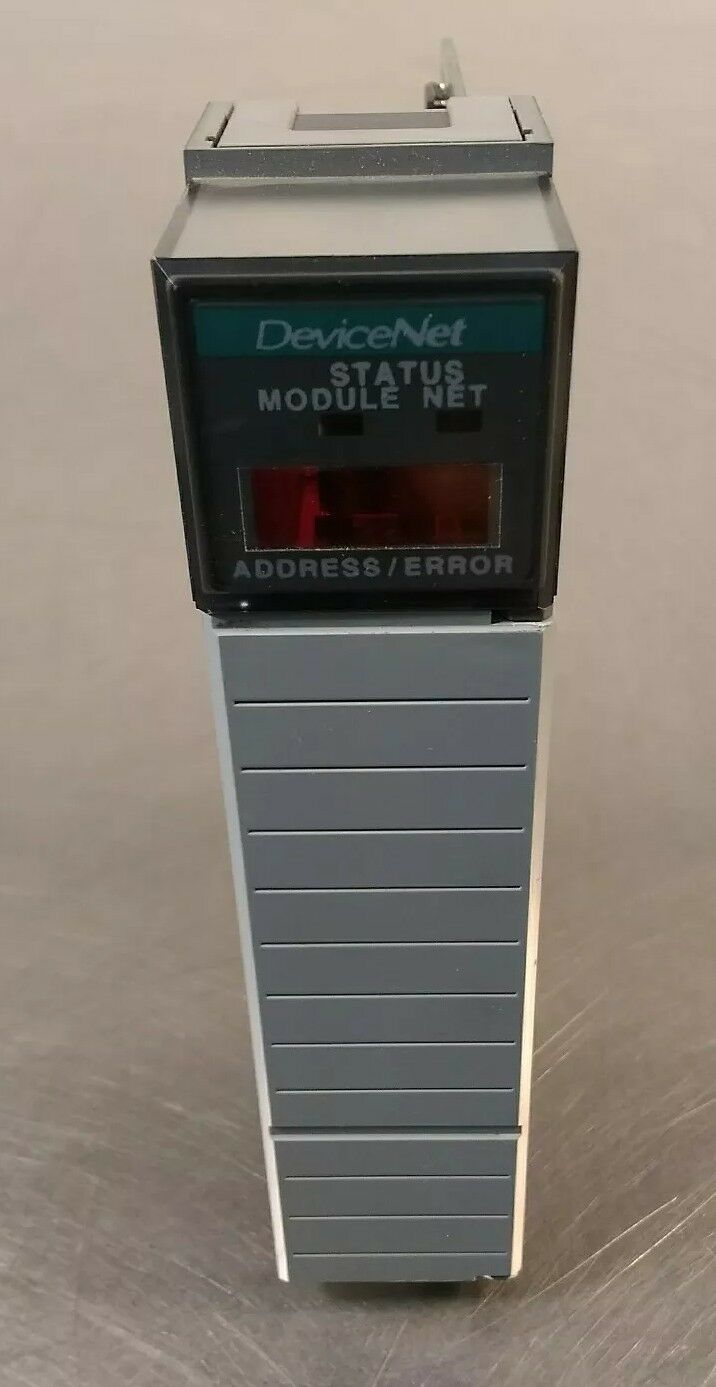 DeviceNet
STATUS
MODULE NET
ADDRESS/ERROR